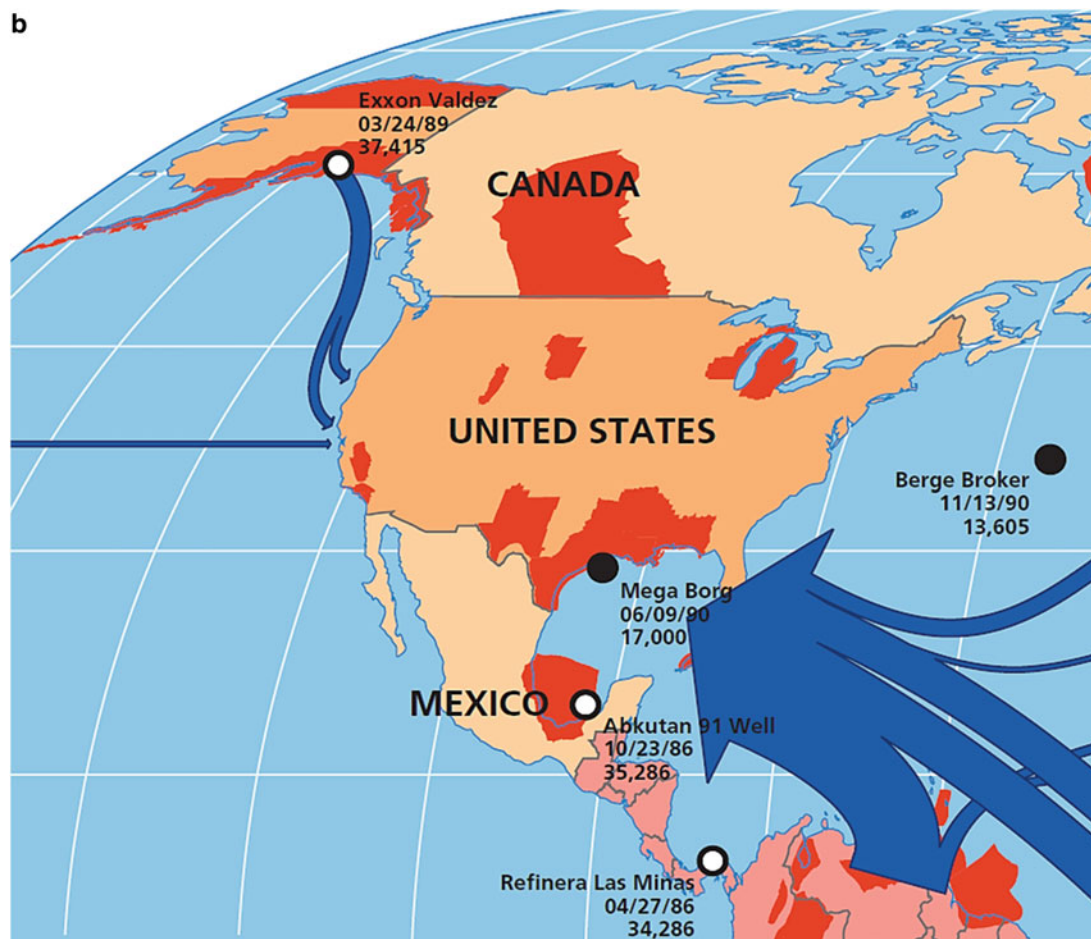 b
Exxon Valdez
03/24/89
37,415
CANADA
UNITED STATES
Berge Broker
11/13/90
13,605
Mega Borg
06/09/90
17,000
MEXICO
Abkutan 91 Well
10/23/86
35,286
Refinera Las Minas
04/27/86
34,286